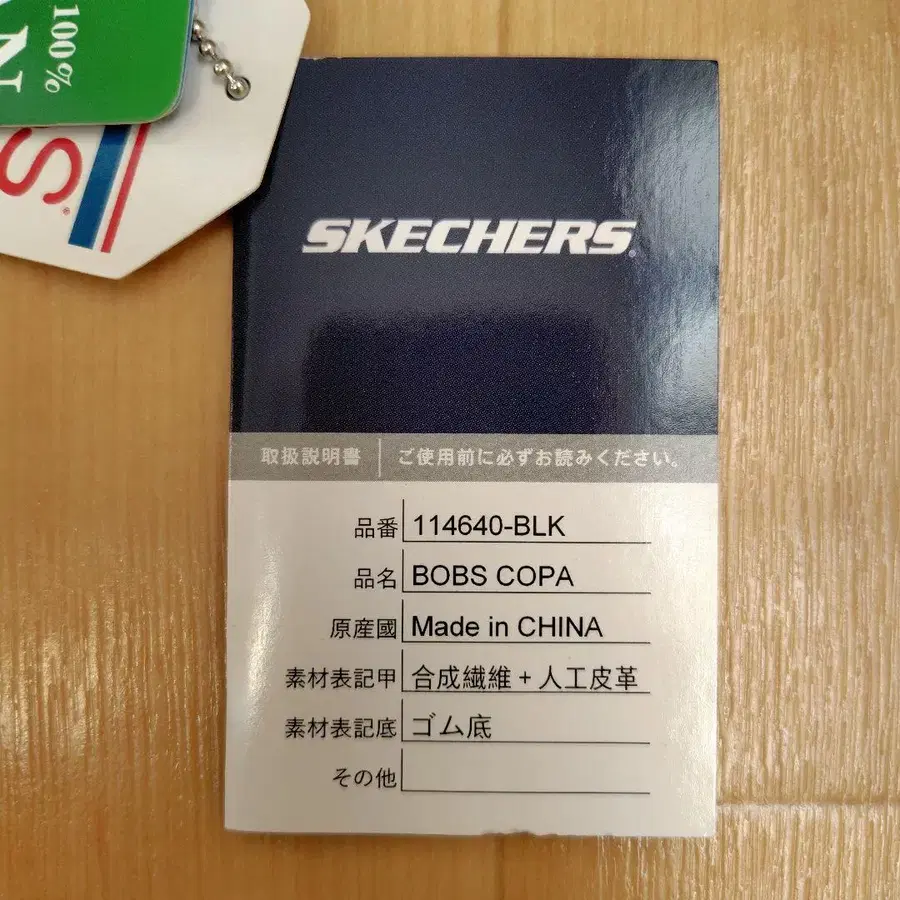 100%
N
S
SKECHERS
取扱説明書 ご使用前に必ずお読みください。
品番 114640-BLK
品名 BOBS COPA
原産國 Made in CHINA
素材表記甲 合成繊維+人工皮革
素材表記底 ゴム底
その他